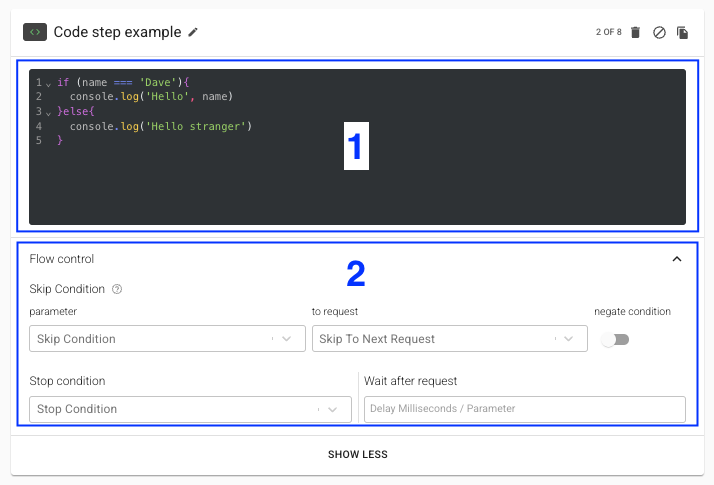 <> Code step example
2 OF 8
1 if (name === 'Dave'){
2 console.log('Hello', name)
3 }else{
4 console.log('Hello stranger')
5 }
1
Flow control
2
Skip Condition ?
parameter to request negate condition
Skip Condition Skip To Next Request
Stop condition Wait after request
Stop Condition Delay Milliseconds / Parameter
SHOW LESS